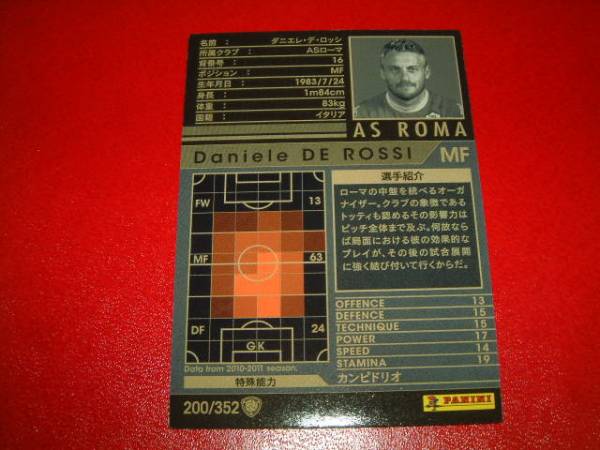 名前： ダニエレ・デ・ロッシ
所属クラブ： ASローマ
背番号： 16
ポジション： MF
生年月日： 1983/7/24
身長： 1m84cm
体重： 83kg
国籍： イタリア
AS ROMA
Daniele DE ROSSI MF
選手紹介
ローマの中盤を統べるオーガ
ナイザー。クラブの象徴である
トッティも認めるその影響力は
ピッチ全体まで及ぶ。何故なら
ば局面における彼の効果的な
プレイが、その後の試合展開
に強く結び付いて行くからだ。
FW 13
MF 63
DF 24
GK
Data from 2010-2011 season.
OFFENCE 13
DEFENCE 15
TECHNIQUE 15
POWER 17
SPEED 14
STAMINA 19
特殊能力 カンピドリオ
200/352
PANINI